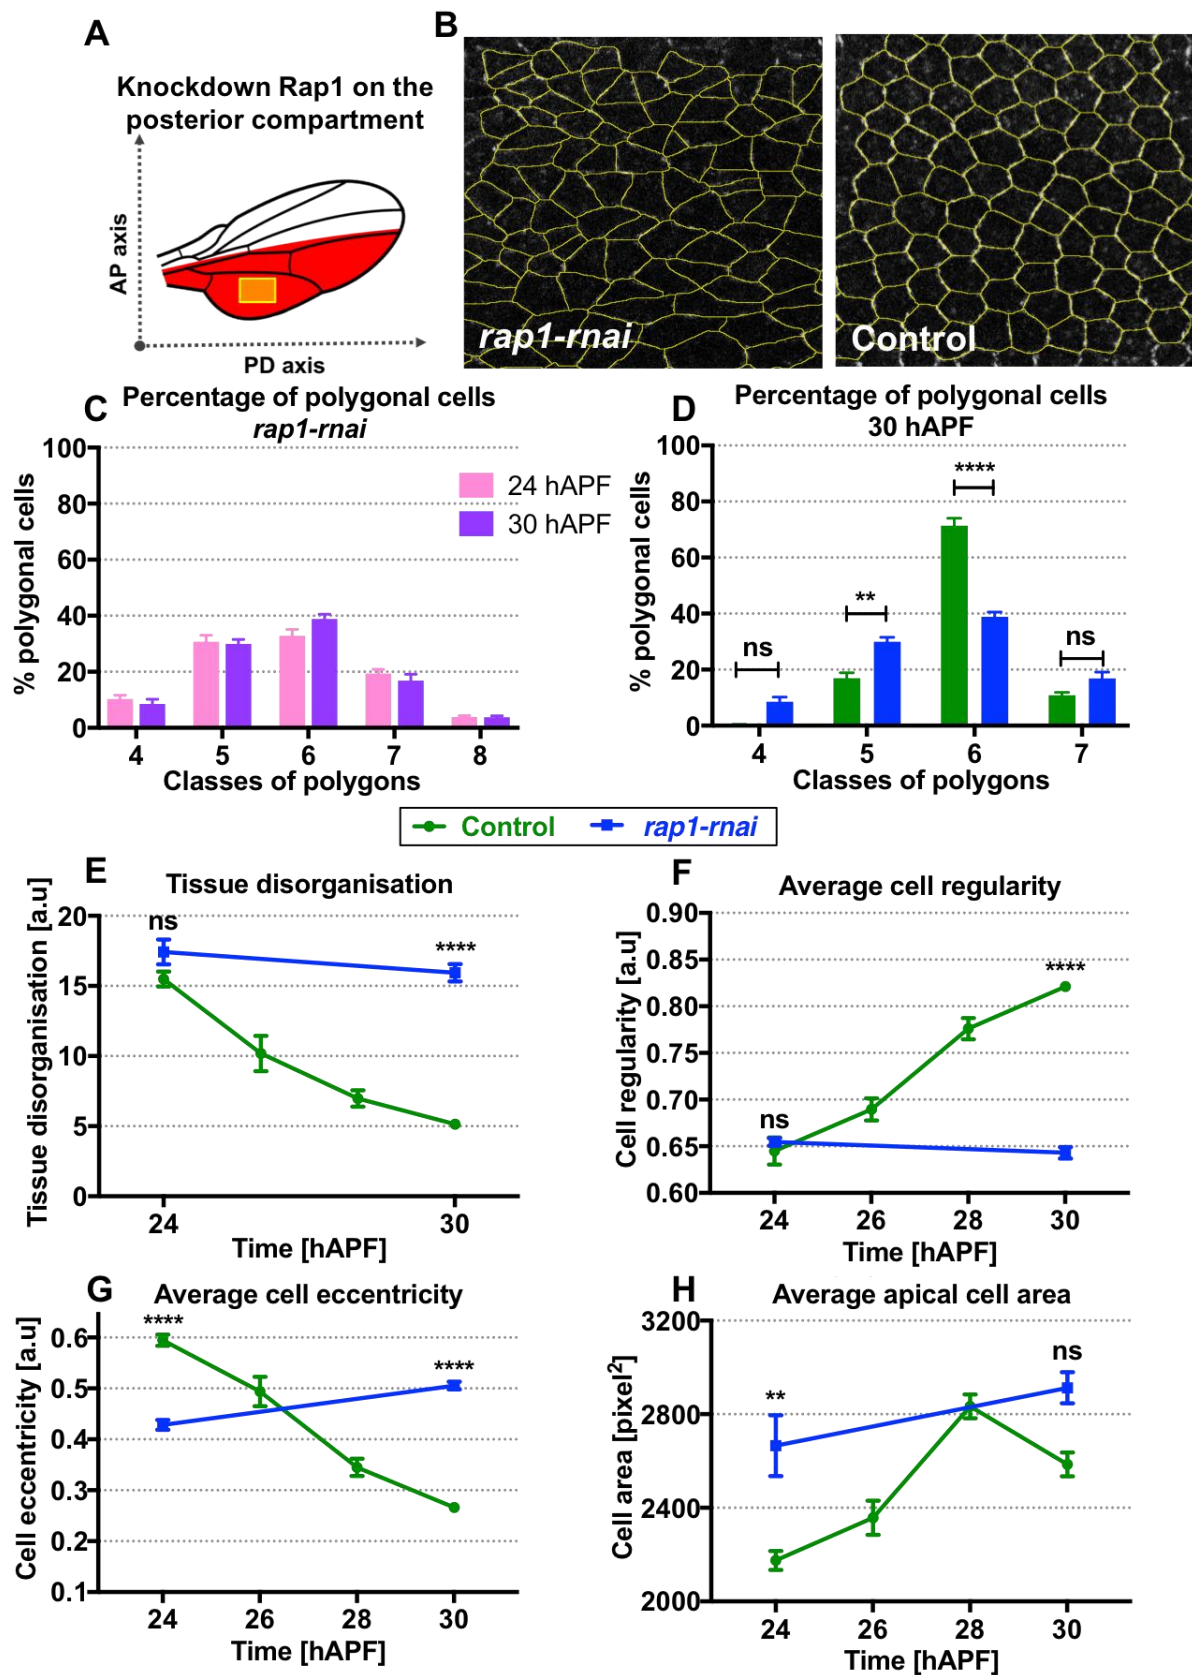 A
Knockdown Rap1 on the
posterior compartment
AP axis
PD axis
B
rap1-rnai
Control
C
Percentage of polygonal cells
rap1-rnai
% polygonal cells
100
80
60
40
20
0
4 5 6 7 8
Classes of polygons
24 hAPF
30 hAPF
D
Percentage of polygonal cells
30 hAPF
% polygonal cells
100
80
60
40
20
0
ns
**
****
ns
4 5 6 7
Classes of polygons
Control rap1-rnai
E
Tissue disorganisation
Tissue disorganisation [a.u]
20
15
10
5
0
ns
****
24 30
Time [hAPF]
F
Average cell regularity
Cell regularity [a.u]
0.90
0.85
0.80
0.75
0.70
0.65
0.60
ns
****
24 26 28 30
Time [hAPF]
G
Average cell eccentricity
Cell eccentricity [a.u]
0.6
0.5
0.4
0.3
0.2
0.1
****
****
24 26 28 30
Time [hAPF]
H
Average apical cell area
Cell area [pixel²]
3200
2800
2400
2000
**
ns
24 26 28 30
Time [hAPF]